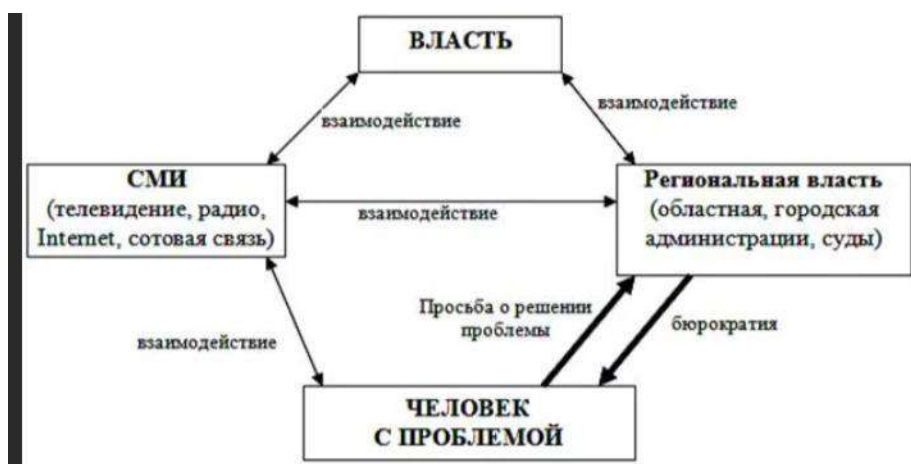 ВЛАСТЬ
взаимодействие
взаимодействие
СМИ
(телевидение, радио,
Internet, сотовая связь)
Региональная власть
(областная, городская
администрации, суды)
взаимодействие
Просьба о решении
проблемы
бюрократия
взаимодействие
ЧЕЛОВЕК
С ПРОБЛЕМОЙ